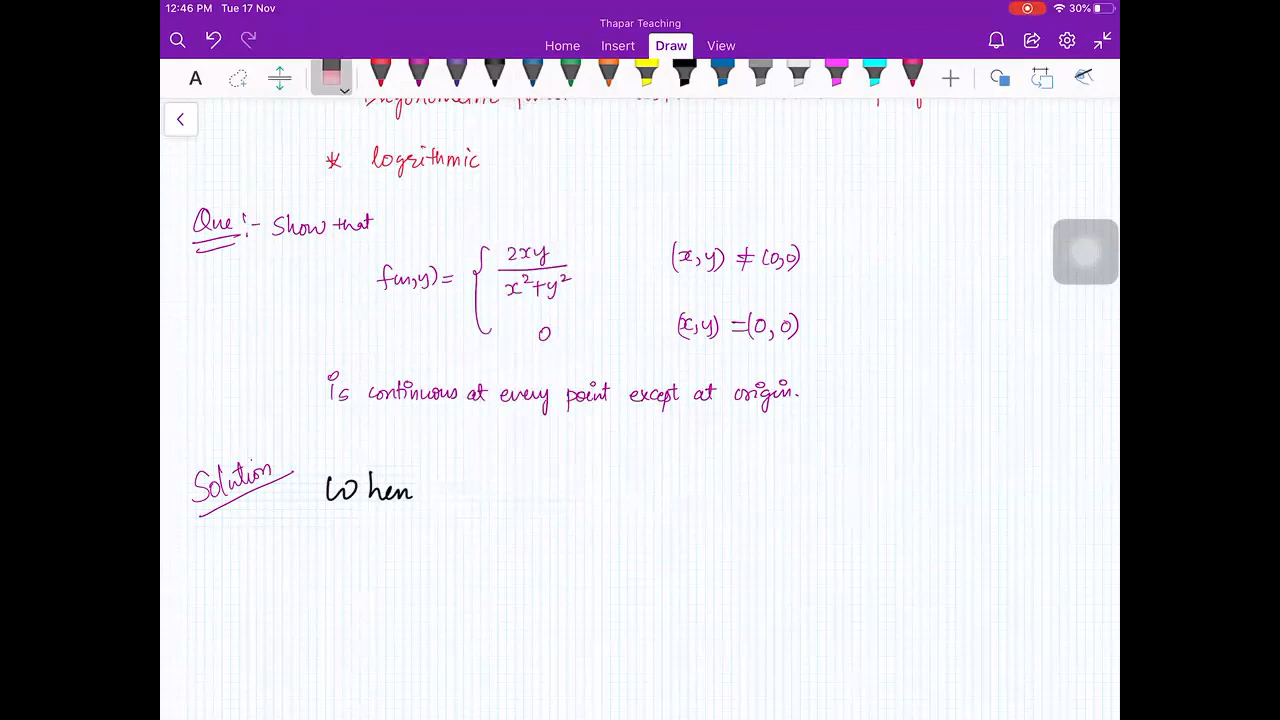 12:46 PM Tue 17 Nov
30%
Thapar Teaching
Home Insert Draw View
A
Trigonometric
* logrithmic
Que:- Show that
f(x,y) = { 2xy / x²+y² (x,y) ≠ (0,0)
0 (x,y) = (0,0)
is continuous at every point except at origin.
Solution When